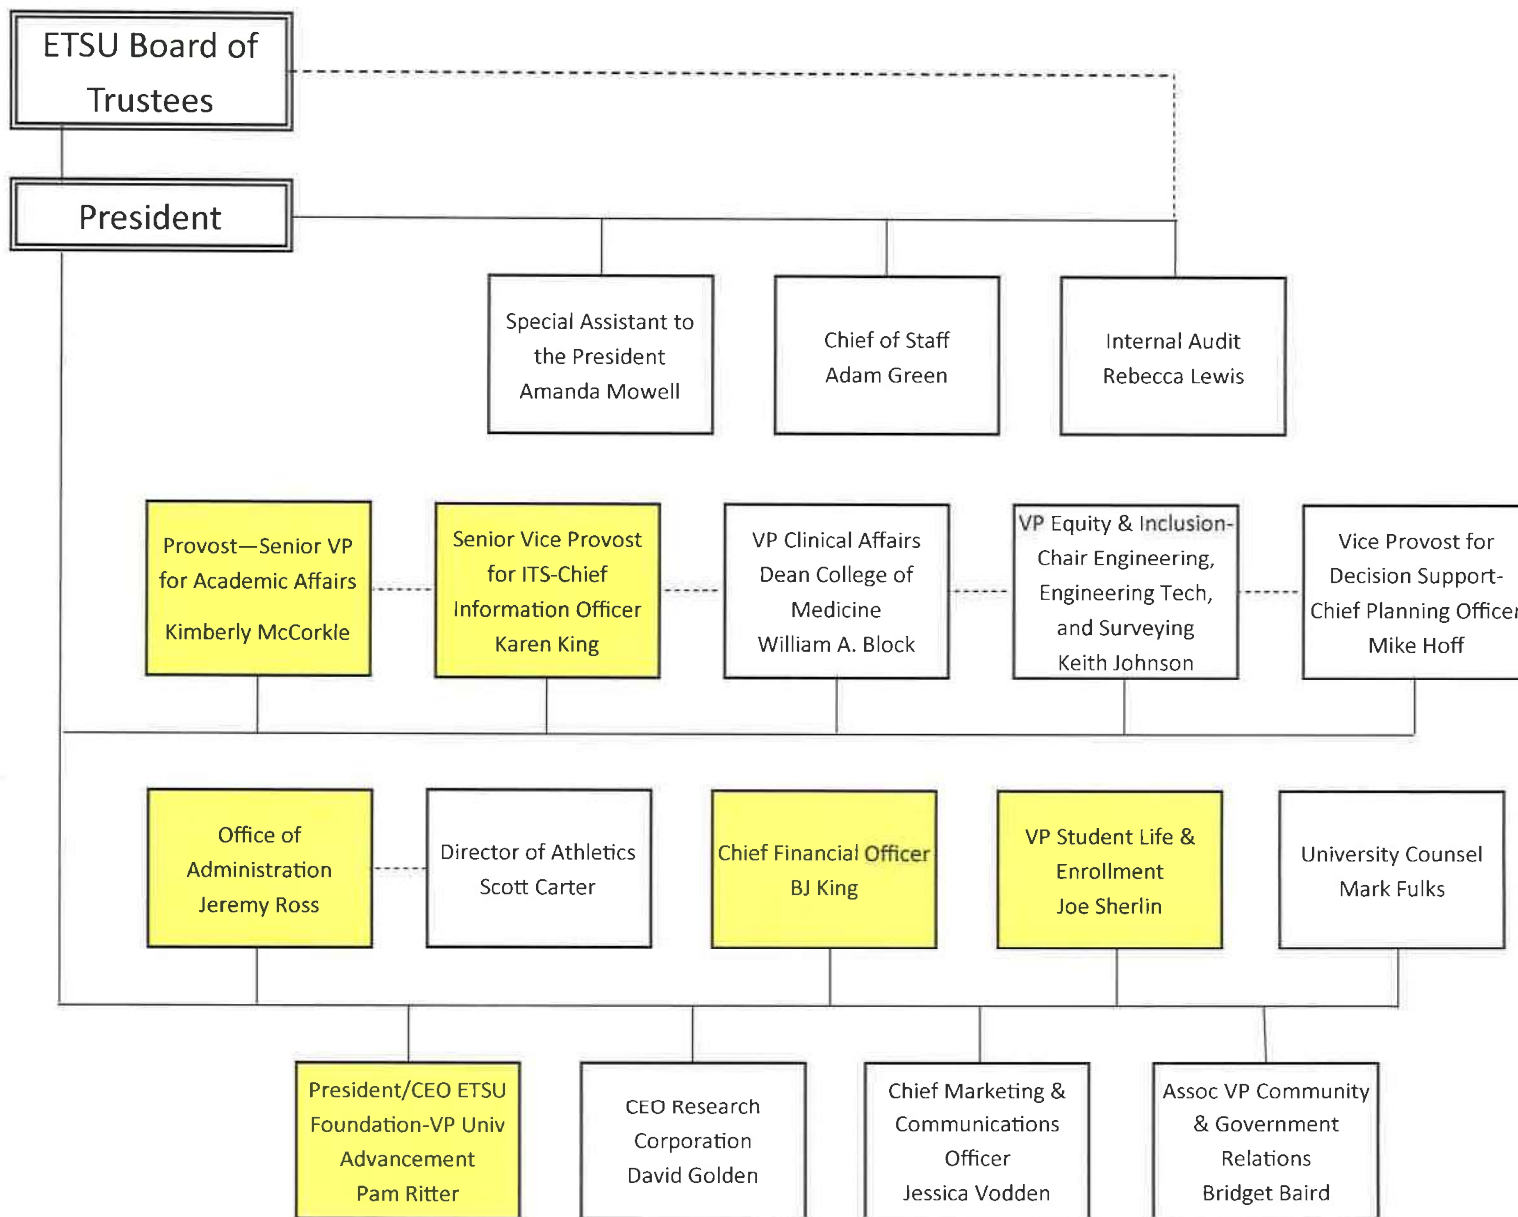 ETSU Board of
Trustees
President
Special Assistant to
the President
Amanda Mowell
Chief of Staff
Adam Green
Internal Audit
Rebecca Lewis
Provost—Senior VP
for Academic Affairs
Kimberly McCorkle
Senior Vice Provost
for ITS-Chief
Information Officer
Karen King
VP Clinical Affairs
Dean College of
Medicine
William A. Block
VP Equity & Inclusion-
Chair Engineering,
Engineering Tech,
and Surveying
Keith Johnson
Vice Provost for
Decision Support-
Chief Planning Officer
Mike Hoff
Office of
Administration
Jeremy Ross
Director of Athletics
Scott Carter
Chief Financial Officer
BJ King
VP Student Life &
Enrollment
Joe Sherlin
University Counsel
Mark Fulks
President/CEO ETSU
Foundation-VP Univ
Advancement
Pam Ritter
CEO Research
Corporation
David Golden
Chief Marketing &
Communications
Officer
Jessica Vodden
Assoc VP Community
& Government
Relations
Bridget Baird